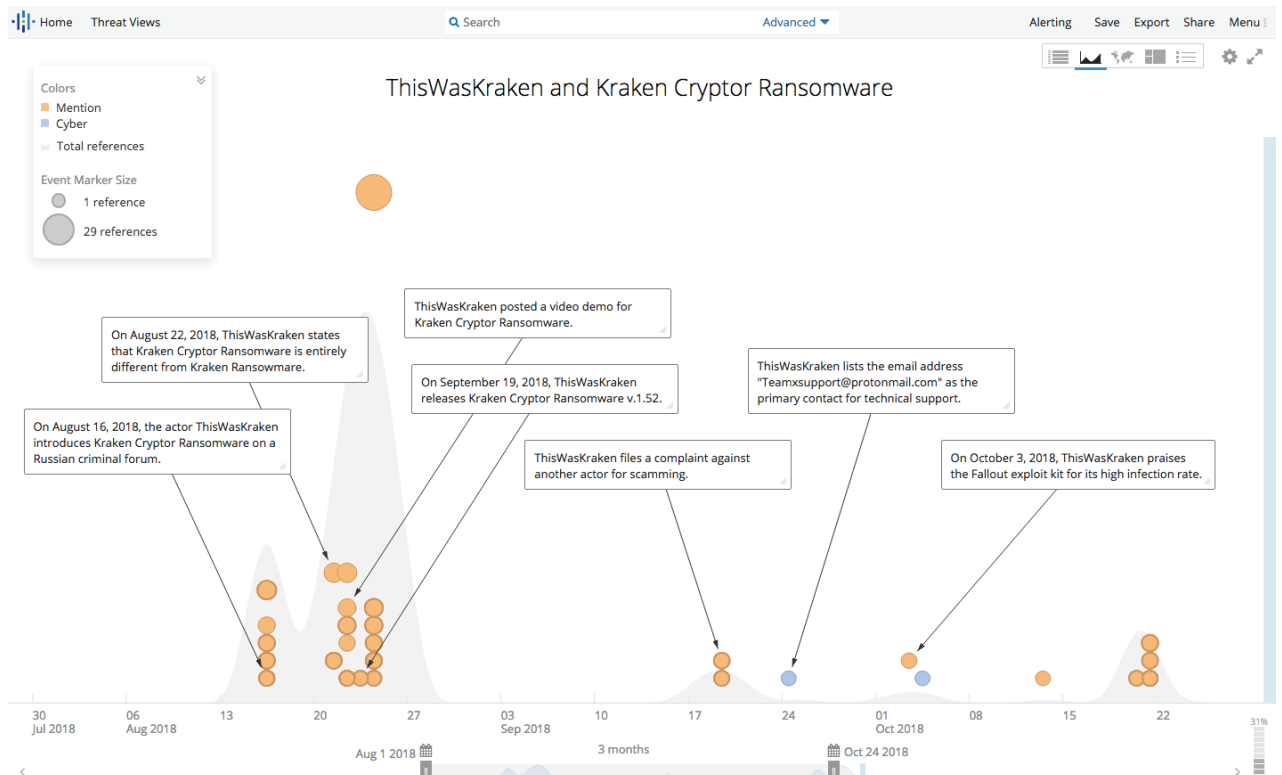 Home Threat Views Search Advanced Alerting Save Export Share Menu
ThisWasKraken and Kraken Cryptor Ransomware
Colors
Mention
Cyber
Total references
Event Marker Size
1 reference
29 references
ThisWasKraken posted a video demo for
Kraken Cryptor Ransomware.
On August 22, 2018, ThisWasKraken states
that Kraken Cryptor Ransomware is entirely
different from Kraken Ransowmare.
ThisWasKraken lists the email address
"Teamxsupport@protonmail.com" as the
primary contact for technical support.
On September 19, 2018, ThisWasKraken
releases Kraken Cryptor Ransomware v.1.52.
On August 16, 2018, the actor ThisWasKraken
introduces Kraken Cryptor Ransomware on a
Russian criminal forum.
ThisWasKraken files a complaint against
another actor for scamming.
On October 3, 2018, ThisWasKraken praises
the Fallout exploit kit for its high infection rate.
30 06 13 20 27 03 10 17 24 01 08 15 22
Jul 2018 Aug 2018 Sep 2018 Oct 2018
31%
Aug 1 2018 3 months Oct 24 2018